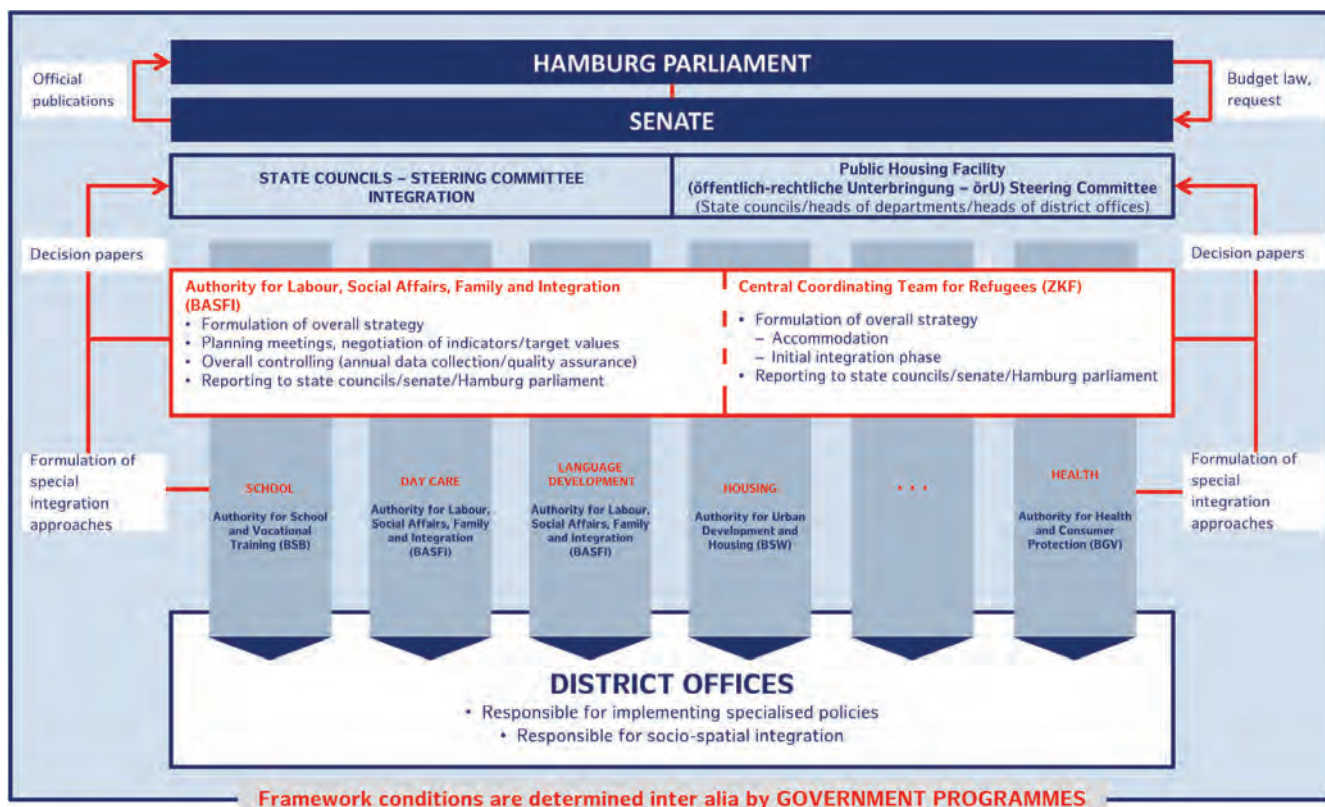 HAMBURG PARLIAMENT
Official
publications
Budget law,
request
SENATE
STATE COUNCILS – STEERING COMMITTEE
INTEGRATION
Public Housing Facility
(öffentlich-rechtliche Unterbringung – örU) Steering Committee
(State councils/heads of departments/heads of district offices)
Decision papers
Decision papers
Authority for Labour, Social Affairs, Family and Integration
(BASFI)
• Formulation of overall strategy
• Planning meetings, negotiation of indicators/target values
• Overall controlling (annual data collection/quality assurance)
• Reporting to state councils/senate/Hamburg parliament
Central Coordinating Team for Refugees (ZKF)
• Formulation of overall strategy
– Accommodation
– Initial integration phase
• Reporting to state councils/senate/Hamburg parliament
Formulation of
special
integration
approaches
SCHOOL
Authority for School
and Vocational
Training (BSB)
DAY CARE
Authority for Labour,
Social Affairs, Family
and Integration
(BASFI)
LANGUAGE
DEVELOPMENT
Authority for Labour,
Social Affairs, Family
and Integration
(BASFI)
HOUSING
Authority for Urban
Development and
Housing (BSW)
...
HEALTH
Authority for Health
and Consumer
Protection (BGV)
Formulation of
special
integration
approaches
DISTRICT OFFICES
• Responsible for implementing specialised policies
• Responsible for socio-spatial integration
Framework conditions are determined inter alia by GOVERNMENT PROGRAMMES